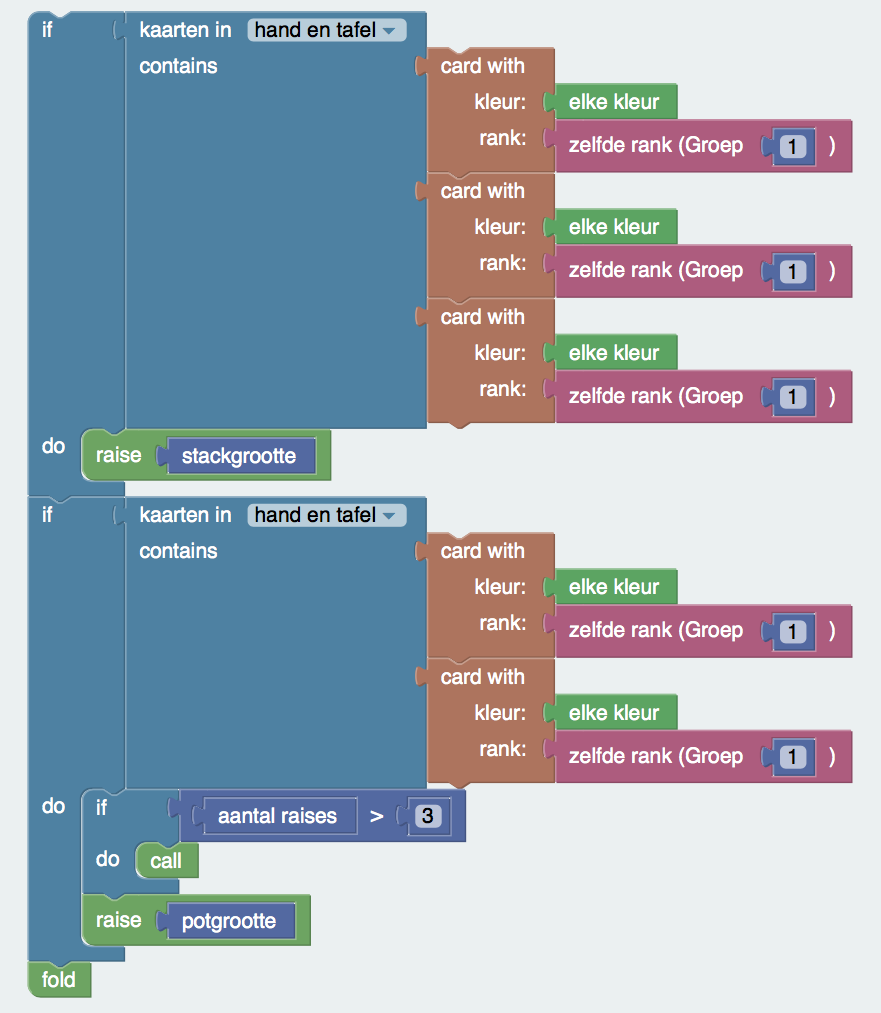 if kaarten in hand en tafel
contains card with
kleur: elke kleur
rank: zelfde rank (Groep 1 )
card with
kleur: elke kleur
rank: zelfde rank (Groep 1 )
card with
kleur: elke kleur
rank: zelfde rank (Groep 1 )
do raise stackgrootte
if kaarten in hand en tafel
contains card with
kleur: elke kleur
rank: zelfde rank (Groep 1 )
card with
kleur: elke kleur
rank: zelfde rank (Groep 1 )
do if aantal raises > 3
do call
raise potgrootte
fold